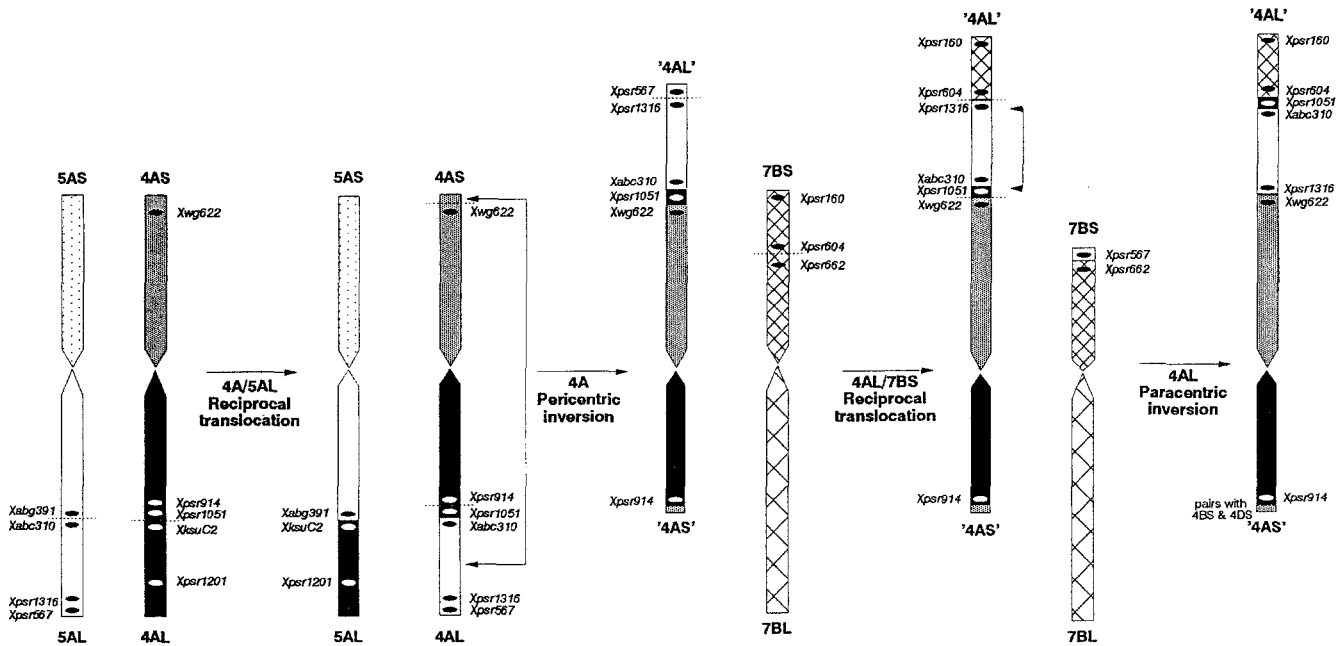 5AS
4AS
Xwg622
Xabg391
Xabc310
Xpsr914
Xpsr1051
XksuC2
Xpsr1201
Xpsr1316
Xpsr567
5AL
4AL
4A/5AL
Reciprocal
translocation
5AS
4AS
Xwg622
Xabg391
XksuC2
Xpsr1201
Xpsr914
Xpsr1051
Xabc310
Xpsr1316
Xpsr567
5AL
4AL
4A
Pericentric
inversion
'4AL'
Xpsr567
Xpsr1316
Xabc310
Xpsr1051
Xwg622
Xpsr914
'4AS'
7BS
Xpsr160
Xpsr604
Xpsr662
7BL
4AL/7BS
Reciprocal
translocation
'4AL'
Xpsr160
Xpsr604
Xpsr1316
Xabc310
Xpsr1051
Xwg622
Xpsr914
'4AS'
7BS
Xpsr567
Xpsr662
7BL
4AL
Paracentric
inversion
'4AL'
Xpsr160
Xpsr604
Xpsr1051
Xabc310
Xpsr1316
Xwg622
Xpsr914
pairs with
4BS & 4DS
'4AS'